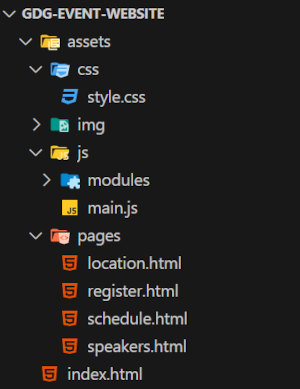 GDG-EVENT-WEBSITE
assets
css
style.css
img
js
modules
JS main.js
pages
location.html
register.html
schedule.html
speakers.html
index.html